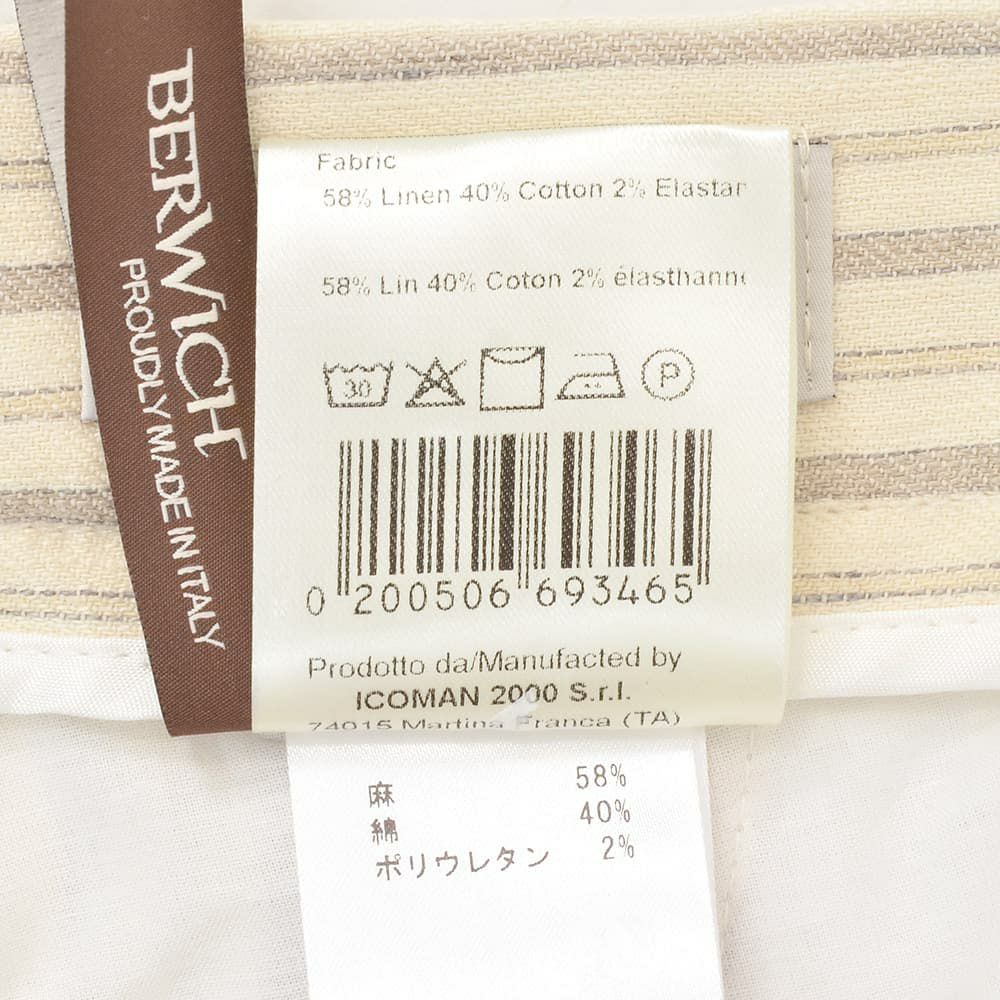 BERWICH
PROUDLY MADE IN ITALY
Fabric
58% Linen 40% Cotton 2% Elastan
58% Lin 40% Coton 2% élasthanne
30
P
0 200506 693465
Prodotto da/Manufacted by
ICOMAN 2000 S.r.l.
74015 Martina Franca (TA)
麻 58%
綿 40%
ポリウレタン 2%